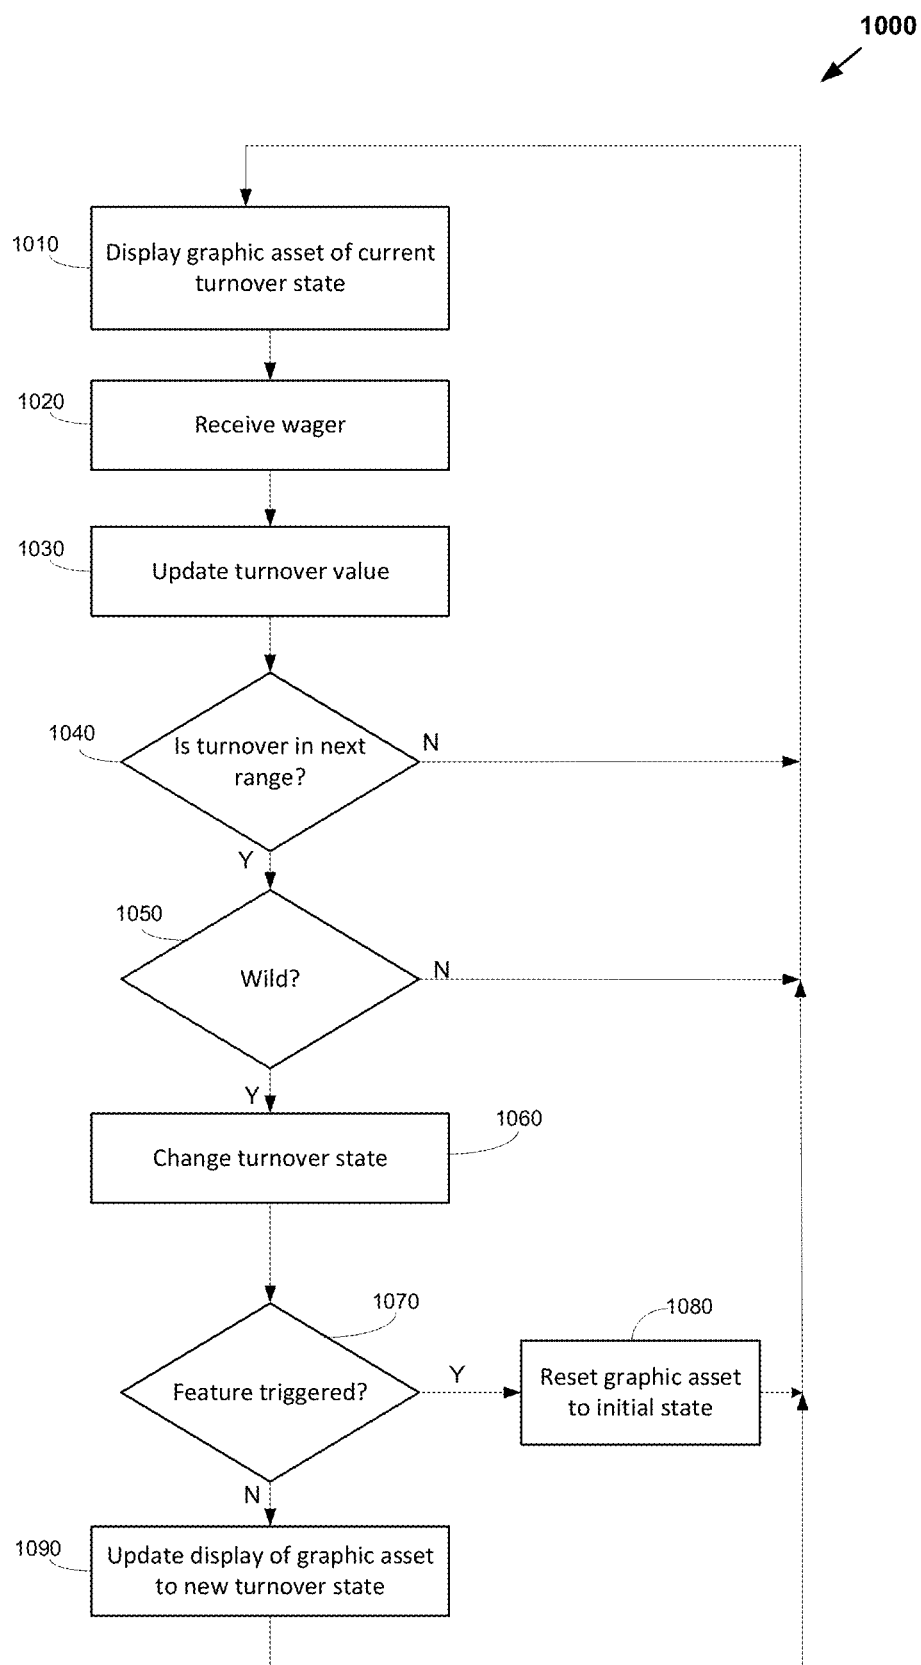 1000
1010
Display graphic asset of current
turnover state
1020
Receive wager
1030
Update turnover value
1040
Is turnover in next
range?
N
Y
1050
Wild?
N
Y
1060
Change turnover state
1070
Feature triggered?
Y
1080
Reset graphic asset
to initial state
N
1090
Update display of graphic asset
to new turnover state